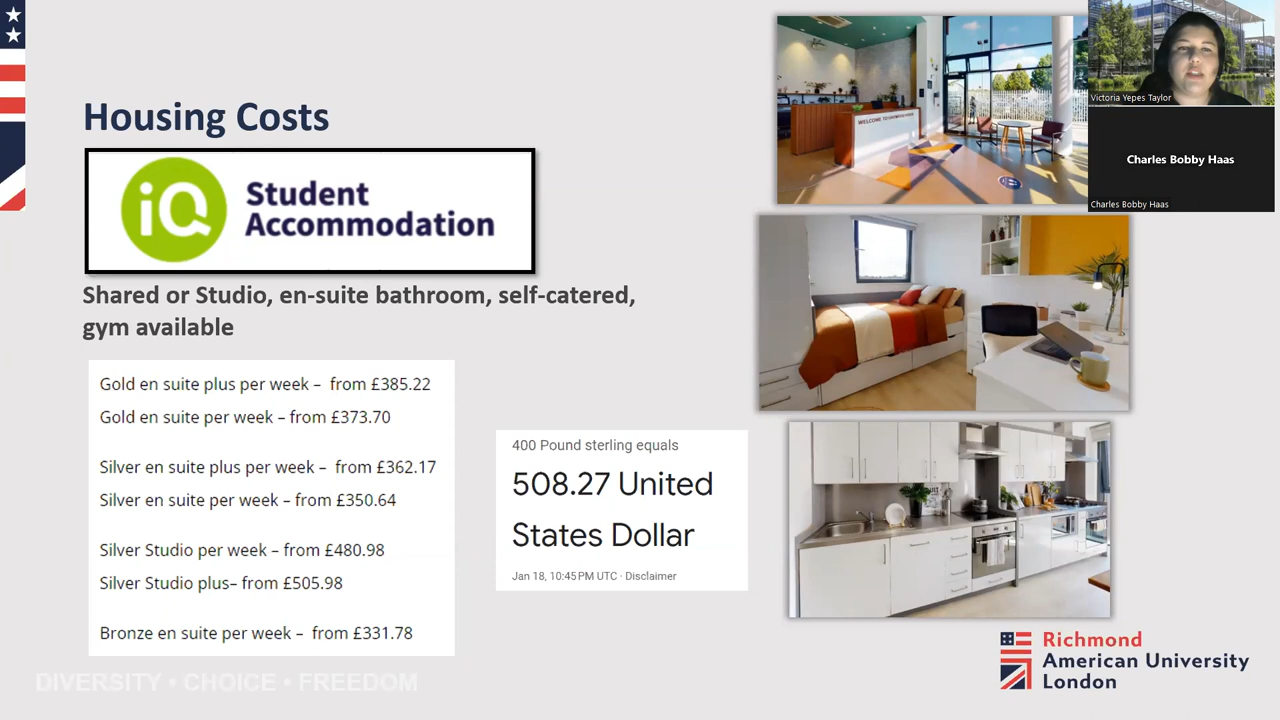 Housing Costs
iQ Student
Accommodation
Shared or Studio, en-suite bathroom, self-catered,
gym available
Gold en suite plus per week – from £385.22
Gold en suite per week – from £373.70
Silver en suite plus per week – from £362.17
Silver en suite per week – from £350.64
Silver Studio per week – from £480.98
Silver Studio plus– from £505.98
Bronze en suite per week – from £331.78
400 Pound sterling equals
508.27 United
States Dollar
Jan 18, 10:45 PM UTC · Disclaimer
Victoria Yepes Taylor
Charles Bobby Haas
Charles Bobby Haas
DIVERSITY • CHOICE • FREEDOM
Richmond
American University
London